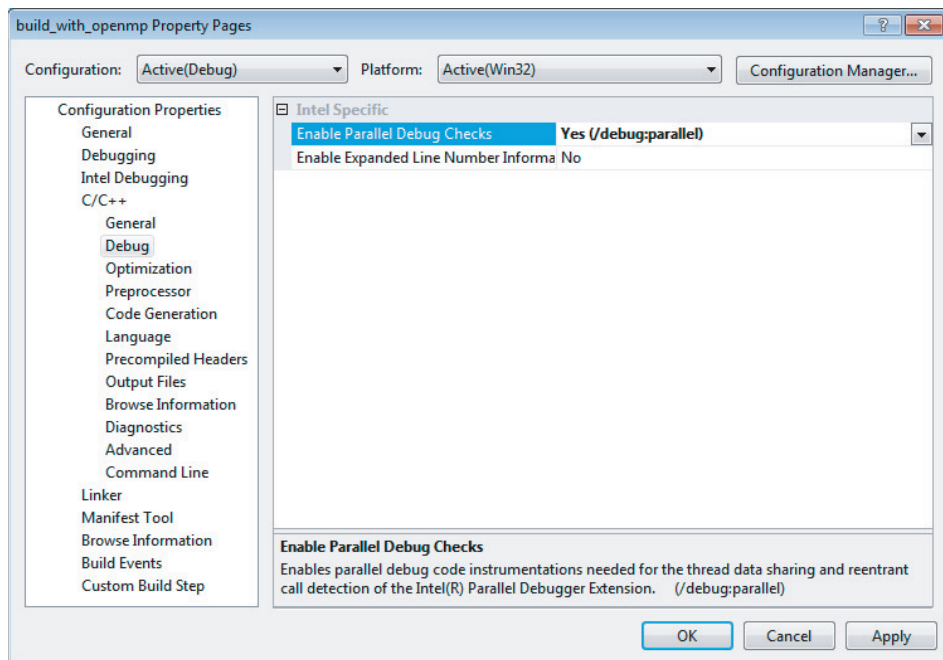 build_with_openmp Property Pages
Configuration: Active(Debug) Platform: Active(Win32) Configuration Manager...
Configuration Properties
General
Debugging
Intel Debugging
C/C++
General
Debug
Optimization
Preprocessor
Code Generation
Language
Precompiled Headers
Output Files
Browse Information
Diagnostics
Advanced
Command Line
Linker
Manifest Tool
Browse Information
Build Events
Custom Build Step
Intel Specific
Enable Parallel Debug Checks Yes (/debug:parallel)
Enable Expanded Line Number Informa No
Enable Parallel Debug Checks
Enables parallel debug code instrumentations needed for the thread data sharing and reentrant
call detection of the Intel(R) Parallel Debugger Extension. (/debug:parallel)
OK Cancel Apply